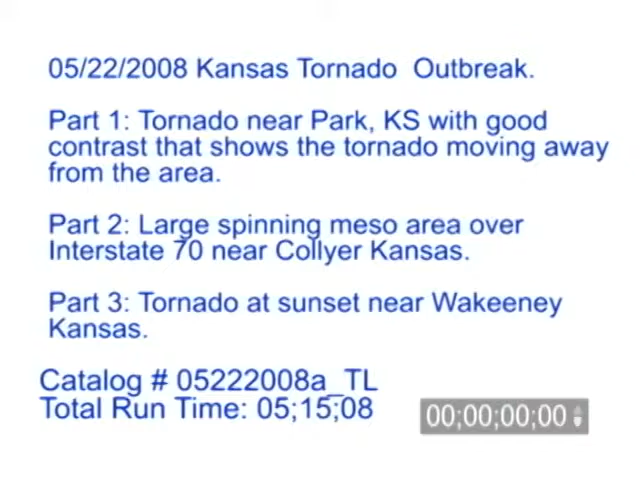 05/22/2008 Kansas Tornado  Outbreak.
Part 1: Tornado near Park, KS with good
contrast that shows the tornado moving away
from the area.
Part 2: Large spinning meso area over
Interstate 70 near Collyer Kansas.
Part 3: Tornado at sunset near Wakeeney
Kansas.
Catalog # 05222008a_TL
Total Run Time: 05;15;08
00;00;00;00